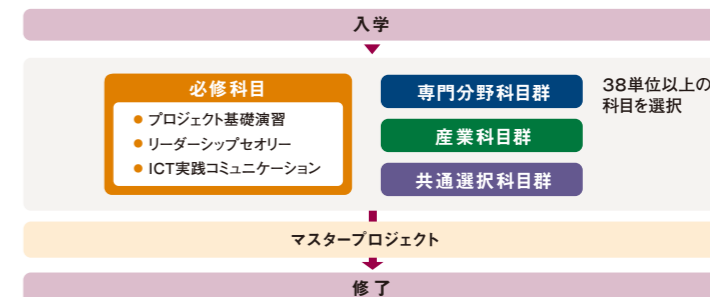 入学
必修科目
● プロジェクト基礎演習
● リーダーシップセオリー
● ICT実践コミュニケーション
専門分野科目群
産業科目群
共通選択科目群
38単位以上の
科目を選択
マスタープロジェクト
修了